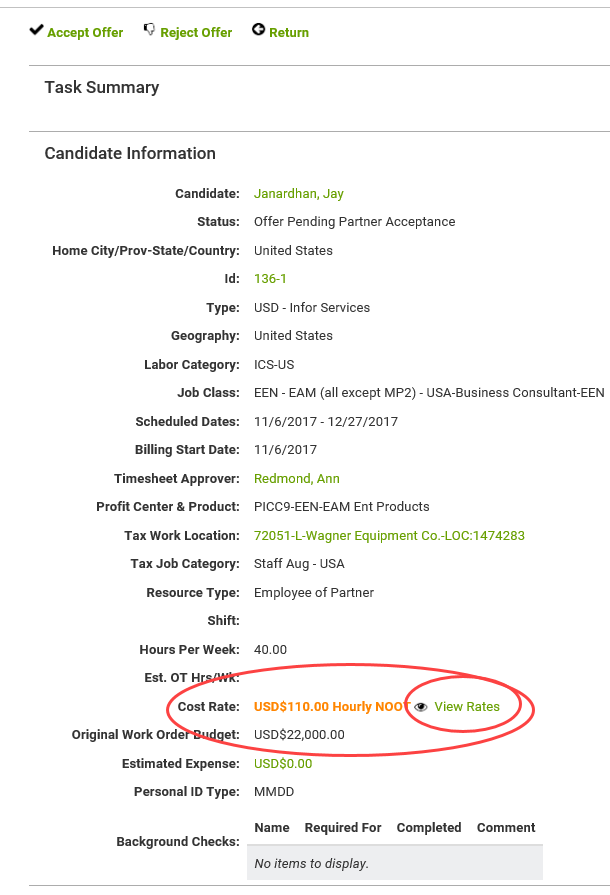 Accept Offer Reject Offer Return
Task Summary
Candidate Information
Candidate: Janardhan, Jay
Status: Offer Pending Partner Acceptance
Home City/Prov-State/Country: United States
Id: 136-1
Type: USD - Infor Services
Geography: United States
Labor Category: ICS-US
Job Class: EEN - EAM (all except MP2) - USA-Business Consultant-EEN
Scheduled Dates: 11/6/2017 - 12/27/2017
Billing Start Date: 11/6/2017
Timesheet Approver: Redmond, Ann
Profit Center & Product: PICC9-EEN-EAM Ent Products
Tax Work Location: 72051-L-Wagner Equipment Co.-LOC:1474283
Tax Job Category: Staff Aug - USA
Resource Type: Employee of Partner
Shift:
Hours Per Week: 40.00
Est. OT Hrs/Wk:
Cost Rate: USD$110.00 Hourly NOOT View Rates
Original Work Order Budget: USD$22,000.00
Estimated Expense: USD$0.00
Personal ID Type: MMDD
Name Required For Completed Comment
Background Checks:
No items to display.